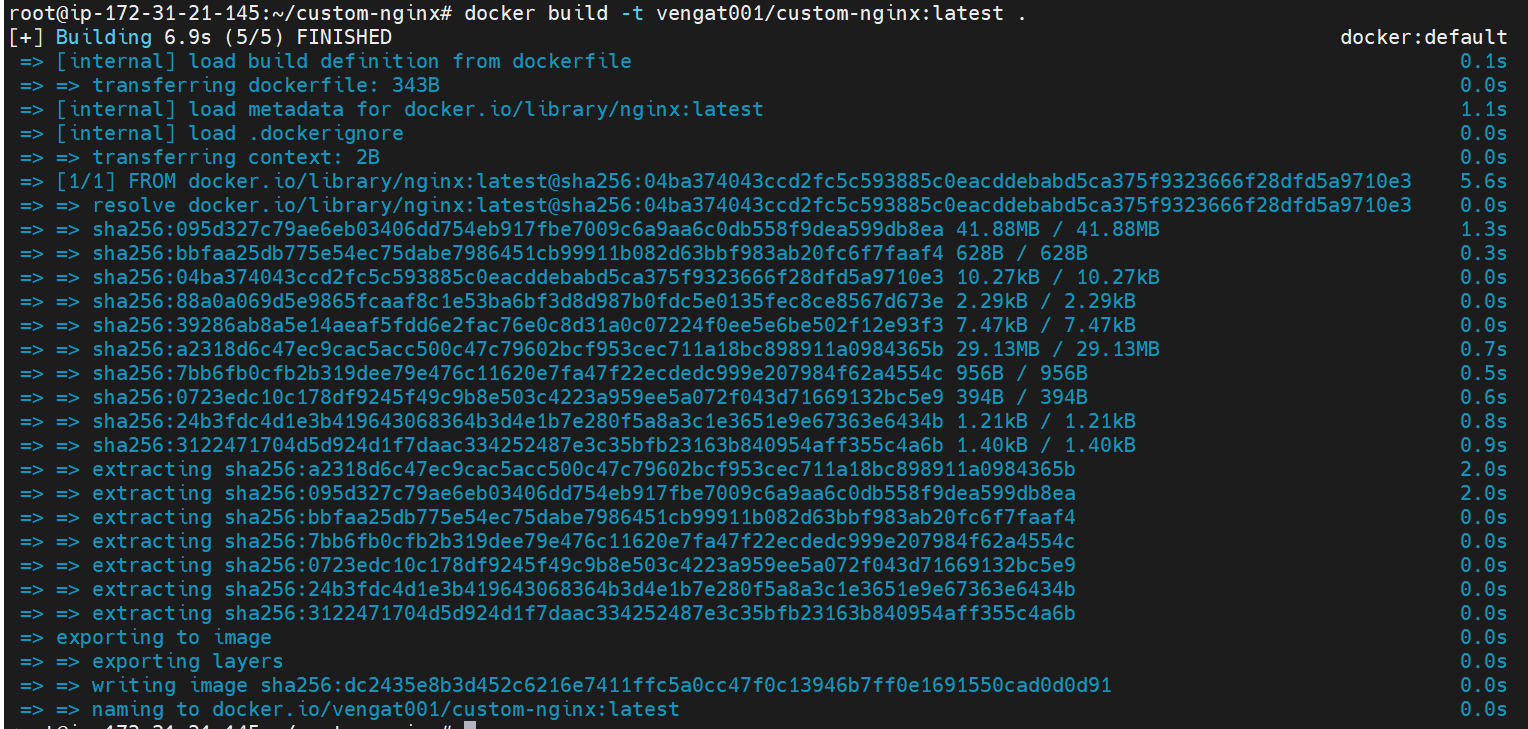 root@ip-172-31-21-145:~/custom-nginx# docker build -t vengat001/custom-nginx:latest .
[+] Building 6.9s (5/5) FINISHED docker:default
=> [internal] load build definition from dockerfile 0.1s
=> => transferring dockerfile: 343B 0.0s
=> [internal] load metadata for docker.io/library/nginx:latest 1.1s
=> [internal] load .dockerignore 0.0s
=> => transferring context: 2B 0.0s
=> [1/1] FROM docker.io/library/nginx:latest@sha256:04ba374043ccd2fc5c593885c0eacddebabd5ca375f9323666f28dfd5a9710e3 5.6s
=> => resolve docker.io/library/nginx:latest@sha256:04ba374043ccd2fc5c593885c0eacddebabd5ca375f9323666f28dfd5a9710e3 0.0s
=> => sha256:095d327c79ae6eb03406dd754eb917fbe7009c6a9aa6c0db558f9dea599db8ea 41.88MB / 41.88MB 1.3s
=> => sha256:bbfaa25db775e54ec75dabe7986451cb99911b082d63bbf983ab20fc6f7faaf4 628B / 628B 0.3s
=> => sha256:04ba374043ccd2fc5c593885c0eacddebabd5ca375f9323666f28dfd5a9710e3 10.27kB / 10.27kB 0.0s
=> => sha256:88a0a069d5e9865fcaaf8c1e53ba6bf3d8d987b0fdc5e0135fec8ce8567d673e 2.29kB / 2.29kB 0.0s
=> => sha256:39286ab8a5e14aeaf5fdd6e2fac76e0c8d31a0c07224f0ee5e6be502f12e93f3 7.47kB / 7.47kB 0.0s
=> => sha256:a2318d6c47ec9cac5acc500c47c79602bcf953cec711a18bc898911a0984365b 29.13MB / 29.13MB 0.7s
=> => sha256:7bb6fb0cfb2b319dee79e476c11620e7fa47f22ecdedc999e207984f62a4554c 956B / 956B 0.5s
=> => sha256:0723edc10c178df9245f49c9b8e503c4223a959ee5a072f043d71669132bc5e9 394B / 394B 0.6s
=> => sha256:24b3fdc4d1e3b419643068364b3d4e1b7e280f5a8a3c1e3651e9e67363e6434b 1.21kB / 1.21kB 0.8s
=> => sha256:3122471704d5d924d1f7daac334252487e3c35bfb23163b840954aff355c4a6b 1.40kB / 1.40kB 0.9s
=> => extracting sha256:a2318d6c47ec9cac5acc500c47c79602bcf953cec711a18bc898911a0984365b 2.0s
=> => extracting sha256:095d327c79ae6eb03406dd754eb917fbe7009c6a9aa6c0db558f9dea599db8ea 2.0s
=> => extracting sha256:bbfaa25db775e54ec75dabe7986451cb99911b082d63bbf983ab20fc6f7faaf4 0.0s
=> => extracting sha256:7bb6fb0cfb2b319dee79e476c11620e7fa47f22ecdedc999e207984f62a4554c 0.0s
=> => extracting sha256:0723edc10c178df9245f49c9b8e503c4223a959ee5a072f043d71669132bc5e9 0.0s
=> => extracting sha256:24b3fdc4d1e3b419643068364b3d4e1b7e280f5a8a3c1e3651e9e67363e6434b 0.0s
=> => extracting sha256:3122471704d5d924d1f7daac334252487e3c35bfb23163b840954aff355c4a6b 0.0s
=> exporting to image 0.0s
=> => exporting layers 0.0s
=> => writing image sha256:dc2435e8b3d452c6216e7411ffc5a0cc47f0c13946b7ff0e1691550cad0d0d91 0.0s
=> => naming to docker.io/vengat001/custom-nginx:latest 0.0s